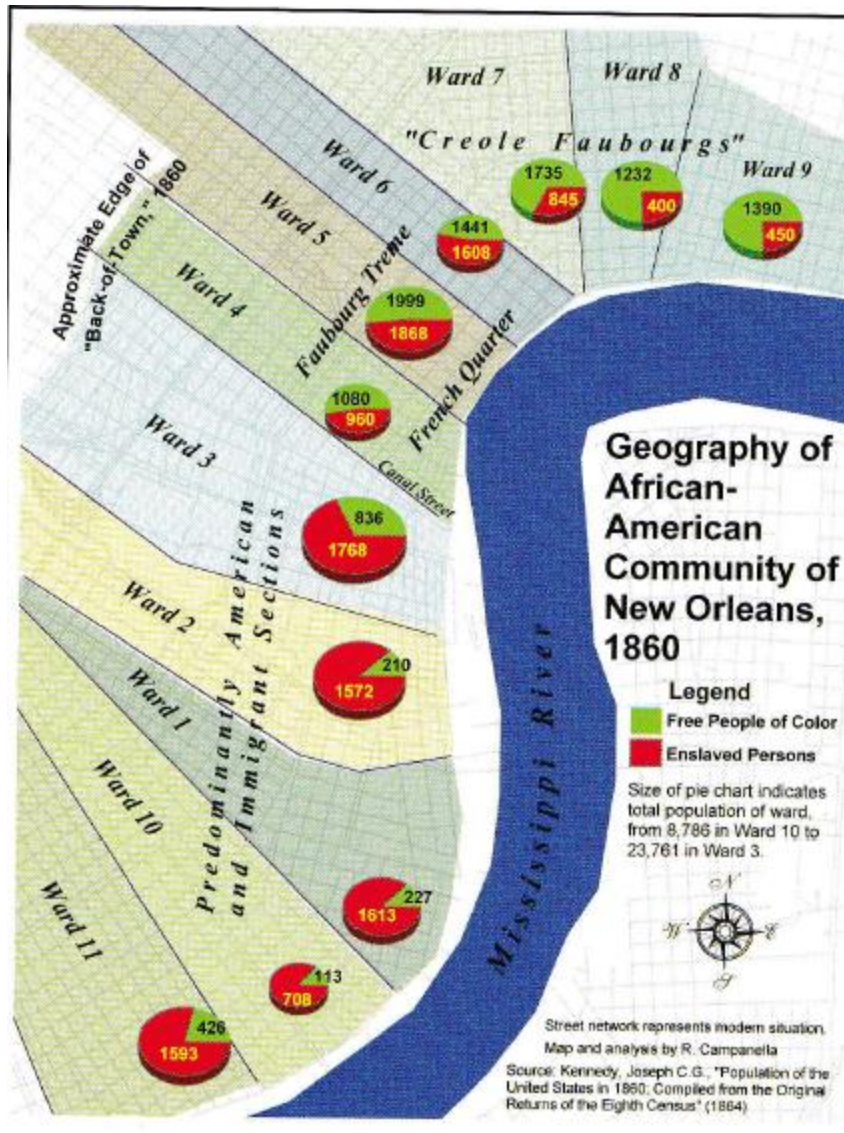 Ward 7
Ward 8
"Creole Faubourgs"
Ward 9
Ward 6
1735
845
1232
400
1390
450
Approximate Edge of
"Back-of-Town," 1860
Ward 5
1441
1608
Ward 4
Faubourg Treme
1999
1868
French Quarter
1080
960
Ward 3
Canal Street
836
1768
Predominantly American
and Immigrant Sections
Ward 2
210
1572
Ward 1
Ward 10
227
1613
Ward 11
113
708
426
1593
Mississippi River
Geography of
African-
American
Community of
New Orleans,
1860
Legend
Free People of Color
Enslaved Persons
Size of pie chart indicates
total population of ward,
from 8,786 in Ward 10 to
23,761 in Ward 3.
N
W
E
S
Street network represents modern situation.
Map and analysis by R. Campanella
Source: Kennedy, Joseph C.G., "Population of the
United States in 1860; Compiled from the Original
Returns of the Eighth Census" (1864)